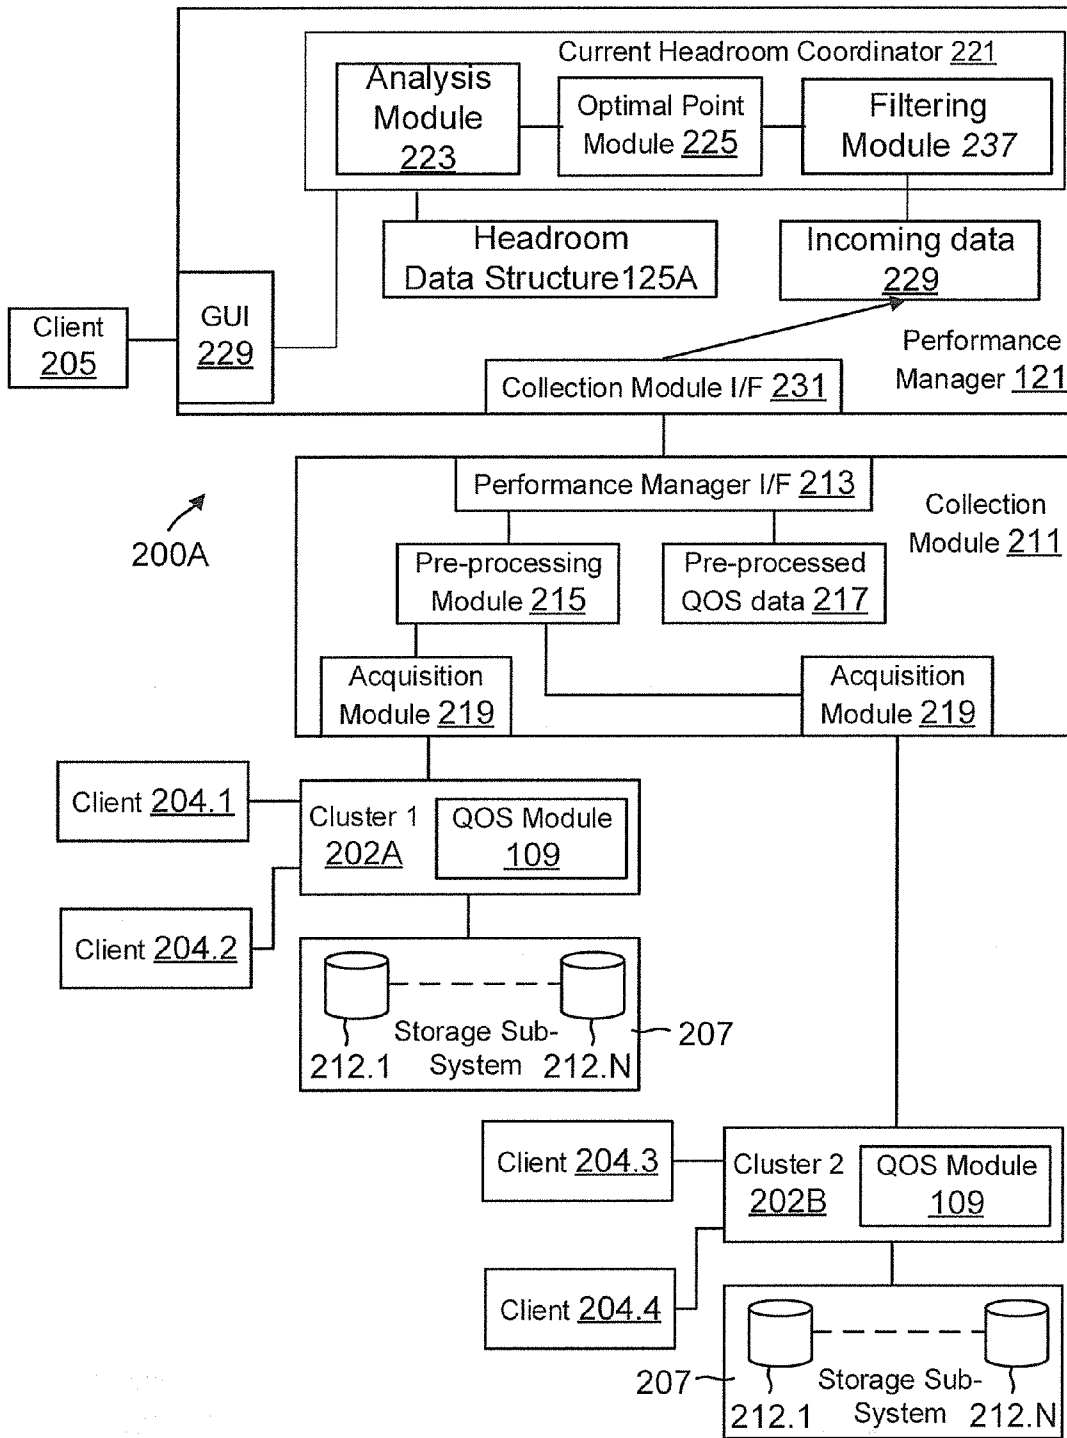 Current Headroom Coordinator 221
Analysis
Module
223
Optimal Point
Module 225
Filtering
Module 237
Headroom
Data Structure125A
Incoming data
229
Client
205
GUI
229
Performance
Manager 121
Collection Module I/F 231
200A
Performance Manager I/F 213
Collection
Module 211
Pre-processing
Module 215
Pre-processed
QOS data 217
Acquisition
Module 219
Acquisition
Module 219
Client 204.1
Cluster 1
202A
QOS Module
109
Client 204.2
Storage Sub-
System
212.1
212.N
207
Client 204.3
Cluster 2
202B
QOS Module
109
Client 204.4
207
Storage Sub-
System
212.1
212.N